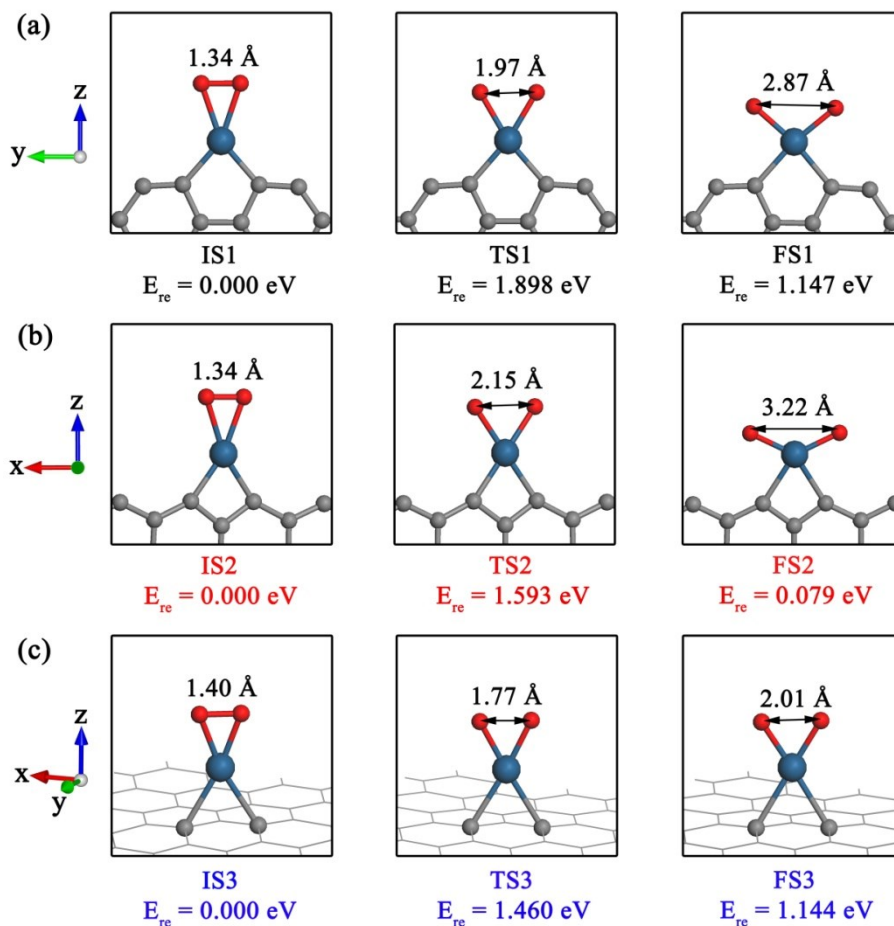 (a)
z
y
1.34 Å
1.97 Å
2.87 Å
IS1
TS1
FS1
E_re = 0.000 eV
E_re = 1.898 eV
E_re = 1.147 eV
(b)
z
x
1.34 Å
2.15 Å
3.22 Å
IS2
TS2
FS2
E_re = 0.000 eV
E_re = 1.593 eV
E_re = 0.079 eV
(c)
z
x
y
1.40 Å
1.77 Å
2.01 Å
IS3
TS3
FS3
E_re = 0.000 eV
E_re = 1.460 eV
E_re = 1.144 eV